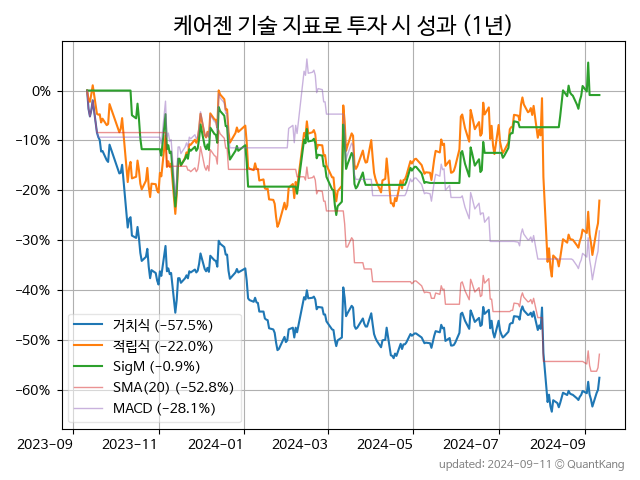 케어젠 기술 지표로 투자 시 성과 (1년)
0%
−10%
−20%
−30%
−40%
−50%
−60%
거치식 (−57.5%)
적립식 (−22.0%)
SigM (−0.9%)
SMA(20) (−52.8%)
MACD (−28.1%)
2023-09 2023-11 2024-01 2024-03 2024-05 2024-07 2024-09
updated: 2024-09-11 ⓒ QuantKang